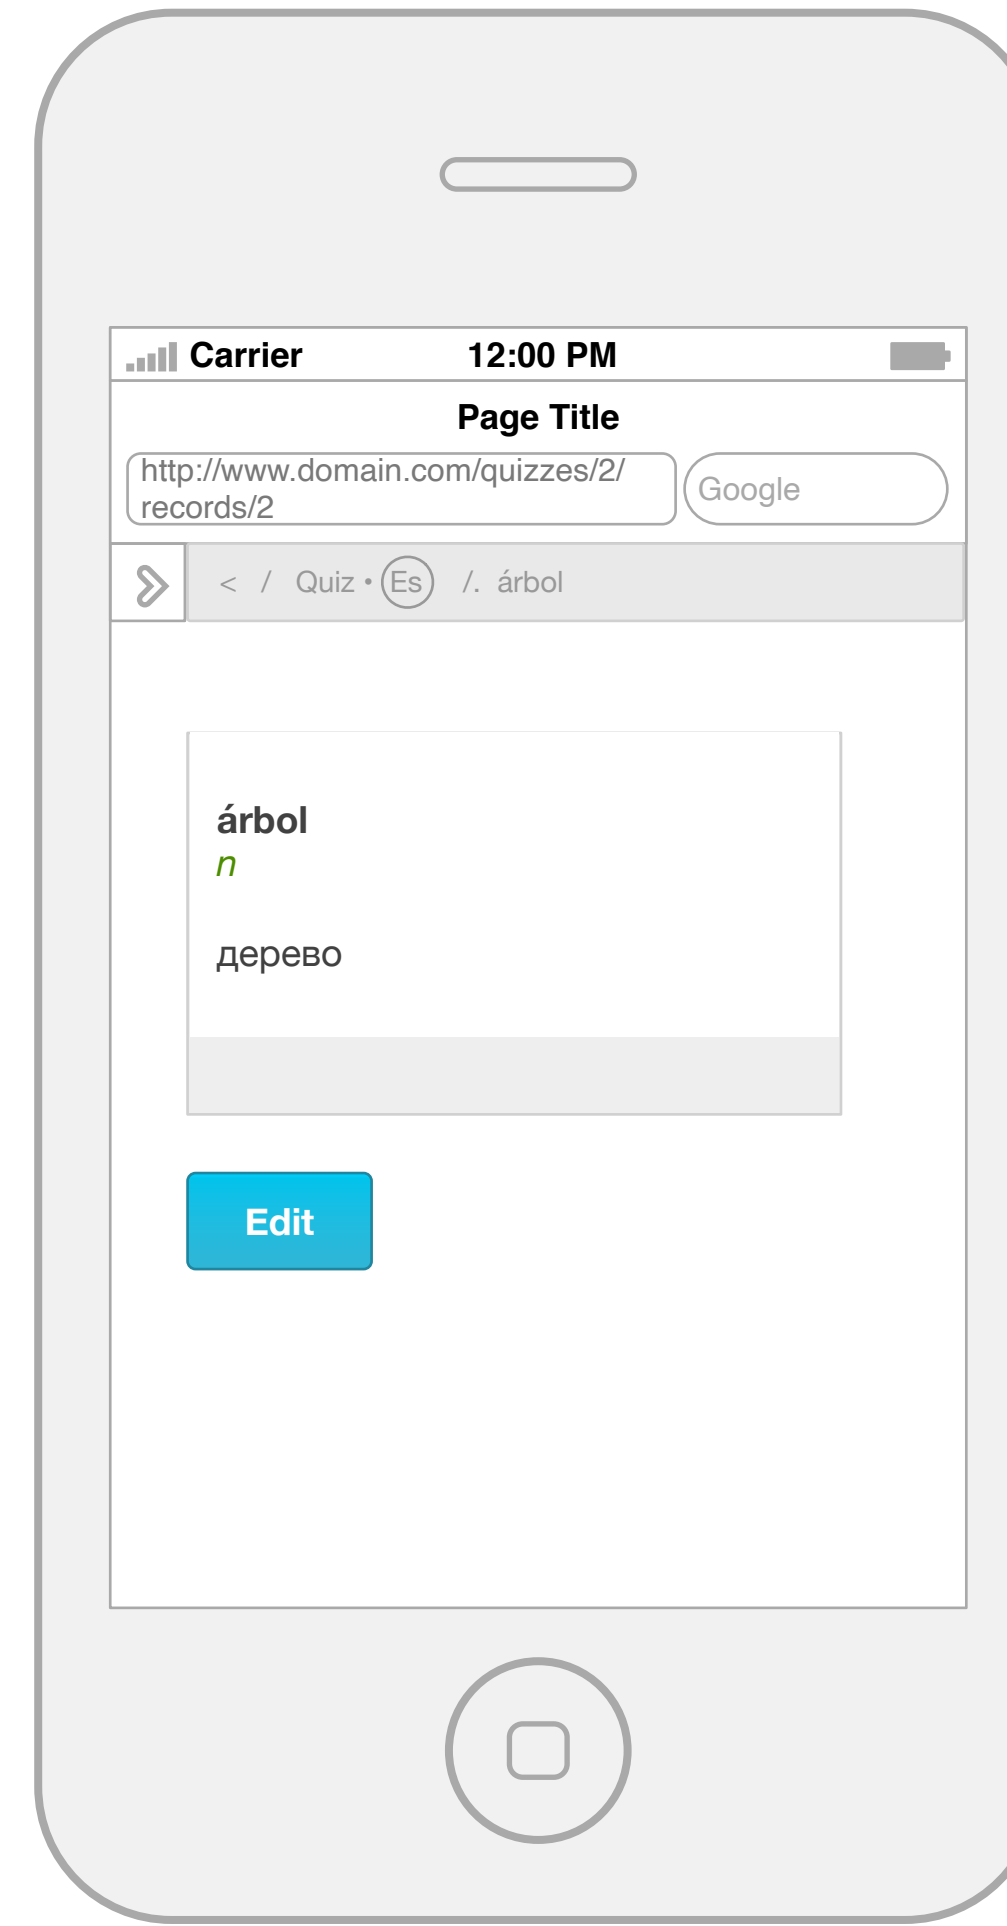 Carrier 12:00 PM
Page Title
http://www.domain.com/quizzes/2/
records/2
Google
< / Quiz • Es /. árbol
árbol
n
дерево
Edit